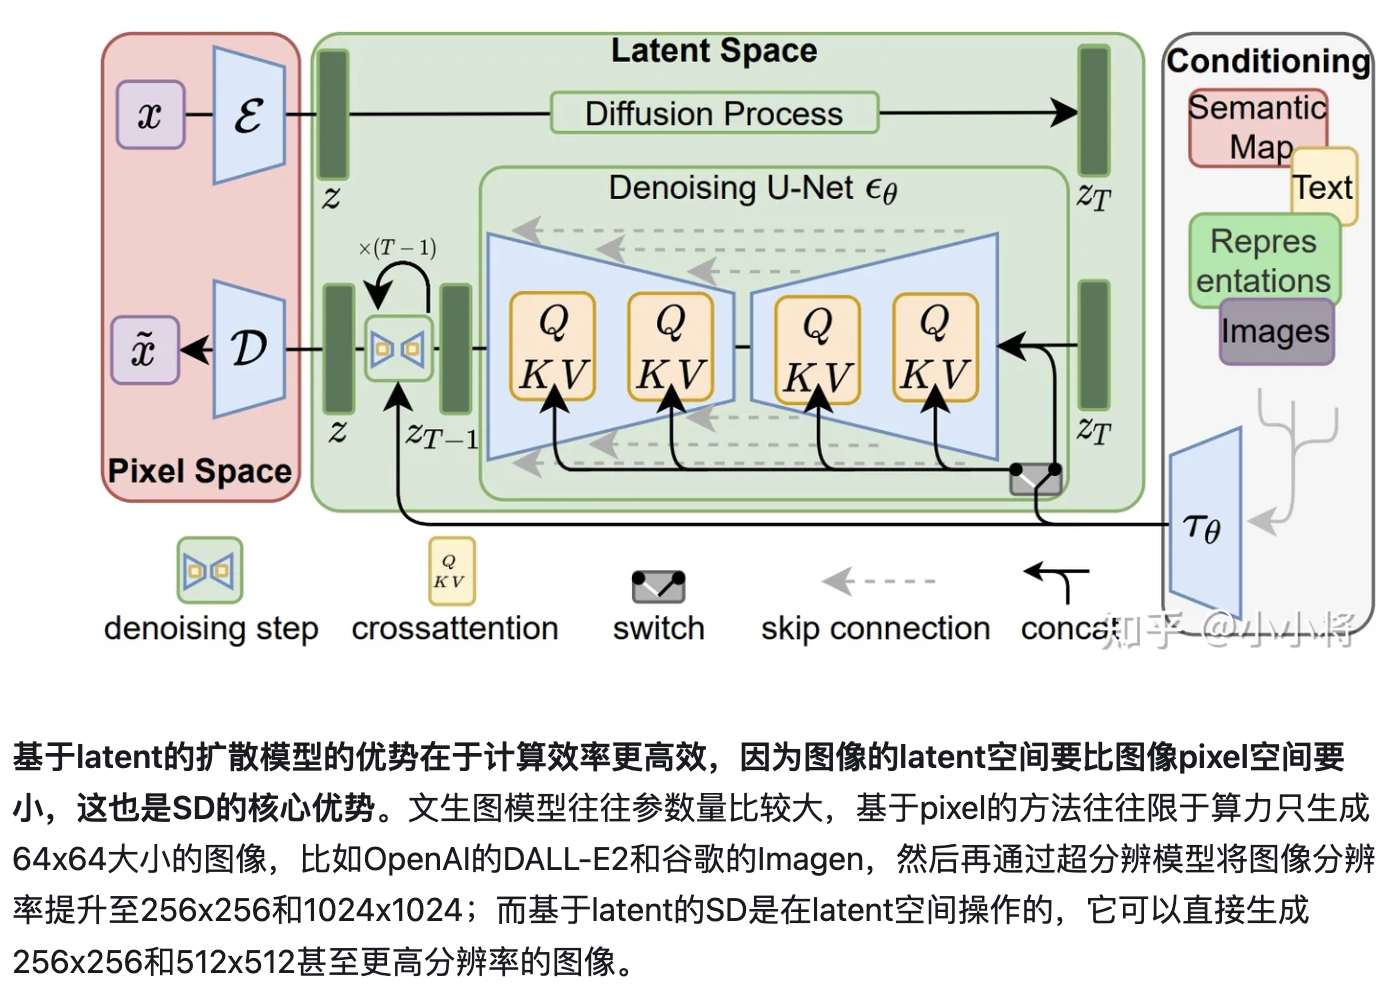 Latent Space
Conditioning
Semantic
Map
Text
Repres
entations
Images
x
ℰ
Diffusion Process
z
z_T
Denoising U-Net ϵ_θ
×(T − 1)
Q
K V
Q
K V
Q
K V
Q
K V
x̃
𝒟
z
z_{T−1}
z_T
Pixel Space
τ_θ
Q
K V
denoising step
crossattention
switch
skip connection
concat
知乎 @小小将
基于latent的扩散模型的优势在于计算效率更高效，因为图像的latent空间要比图像pixel空间要
小，这也是SD的核心优势。文生图模型往往参数量比较大，基于pixel的方法往往限于算力只生成
64x64大小的图像，比如OpenAI的DALL-E2和谷歌的Imagen，然后再通过超分辨模型将图像分辨
率提升至256x256和1024x1024；而基于latent的SD是在latent空间操作的，它可以直接生成
256x256和512x512甚至更高分辨率的图像。